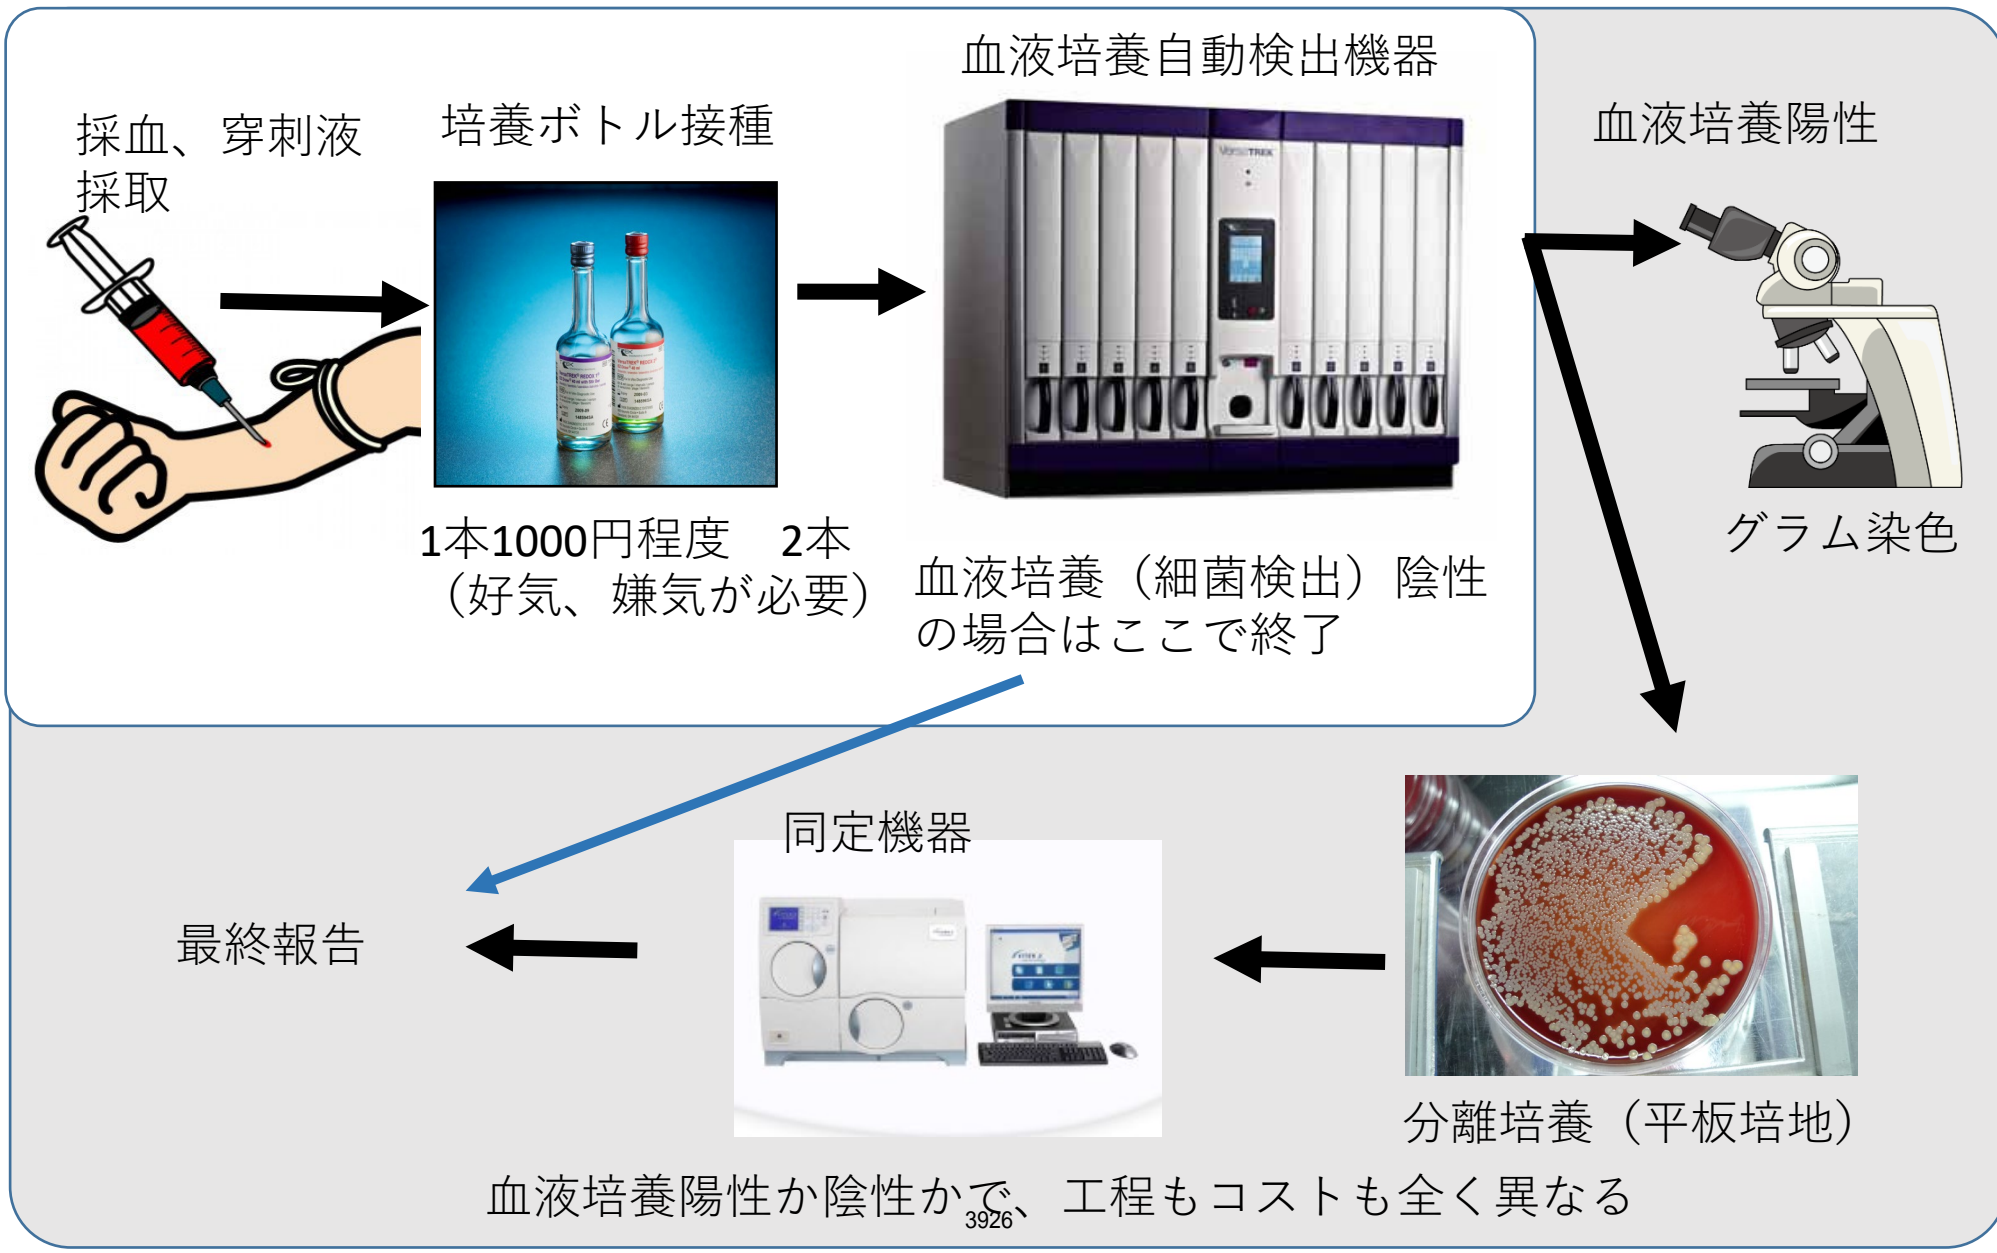 血液培養自動検出機器
採血、穿刺液
採取
培養ボトル接種
血液培養陽性
VersaTREK
1本1000円程度　2本
（好気、嫌気が必要）
血液培養（細菌検出）陰性
の場合はここで終了
グラム染色
同定機器
最終報告
分離培養（平板培地）
血液培養陽性か陰性かで、工程もコストも全く異なる
3926